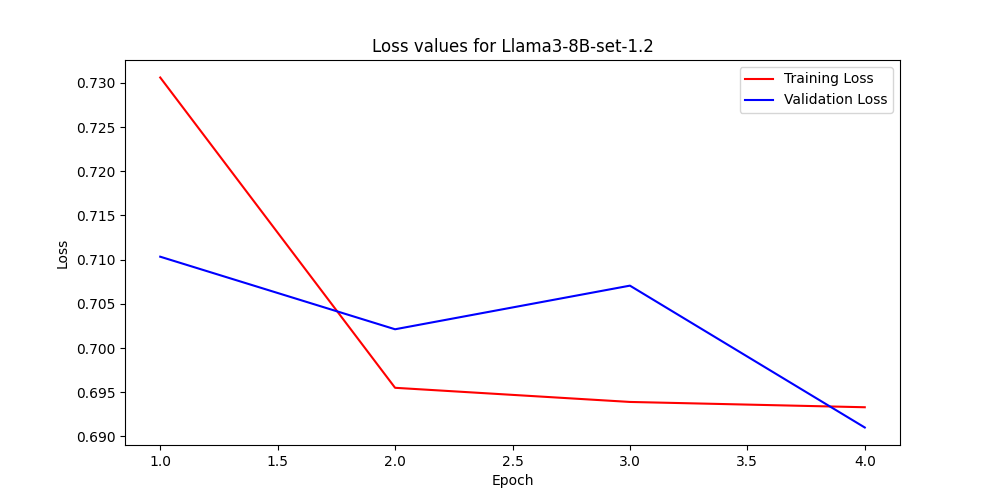 Loss values for Llama3-8B-set-1.2
Training Loss
Validation Loss
0.730
0.725
0.720
0.715
0.710
0.705
0.700
0.695
0.690
Loss
1.0 1.5 2.0 2.5 3.0 3.5 4.0
Epoch